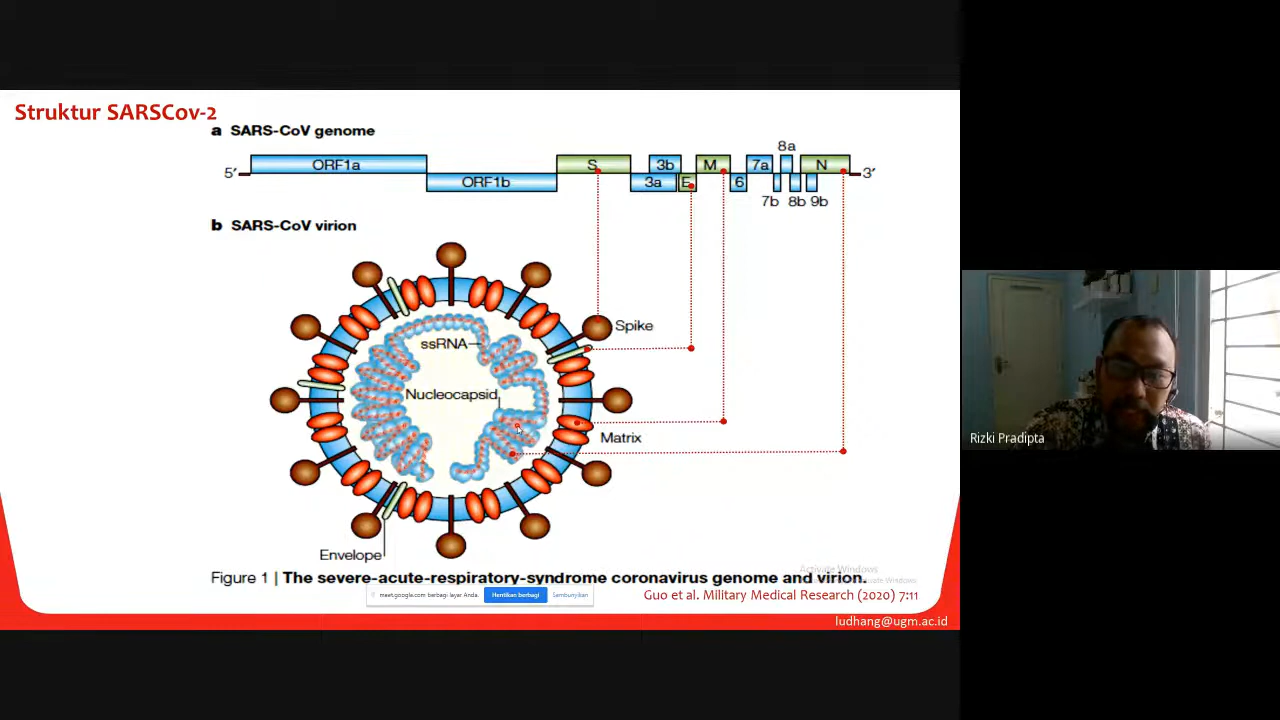 Struktur SARSCov-2
a SARS-CoV genome
8a
5′ ORF1a S 3b M 7a N 3′
ORF1b 3a E 6
7b 8b 9b
b SARS-CoV virion
Spike
ssRNA
Nucleocapsid
Matrix
Rizki Pradipta
Envelope
Activate Windows
Figure 1 | The severe-acute-respiratory-syndrome coronavirus genome and virion.
meet.google.com berbagi layar Anda. Hentikan berbagi Sembunyikan
Guo et al. Military Medical Research (2020) 7:11
ludhang@ugm.ac.id